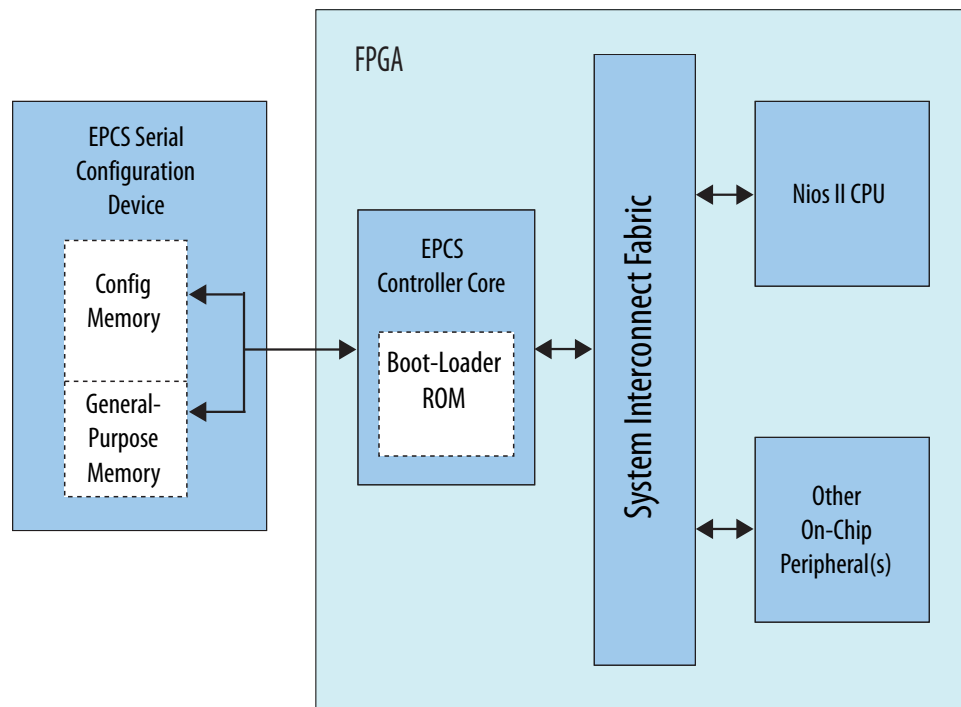 FPGA
EPCS Serial
Configuration
Device
Config
Memory
General-
Purpose
Memory
EPCS
Controller Core
Boot-Loader
ROM
System Interconnect Fabric
Nios II CPU
Other
On-Chip
Peripheral(s)